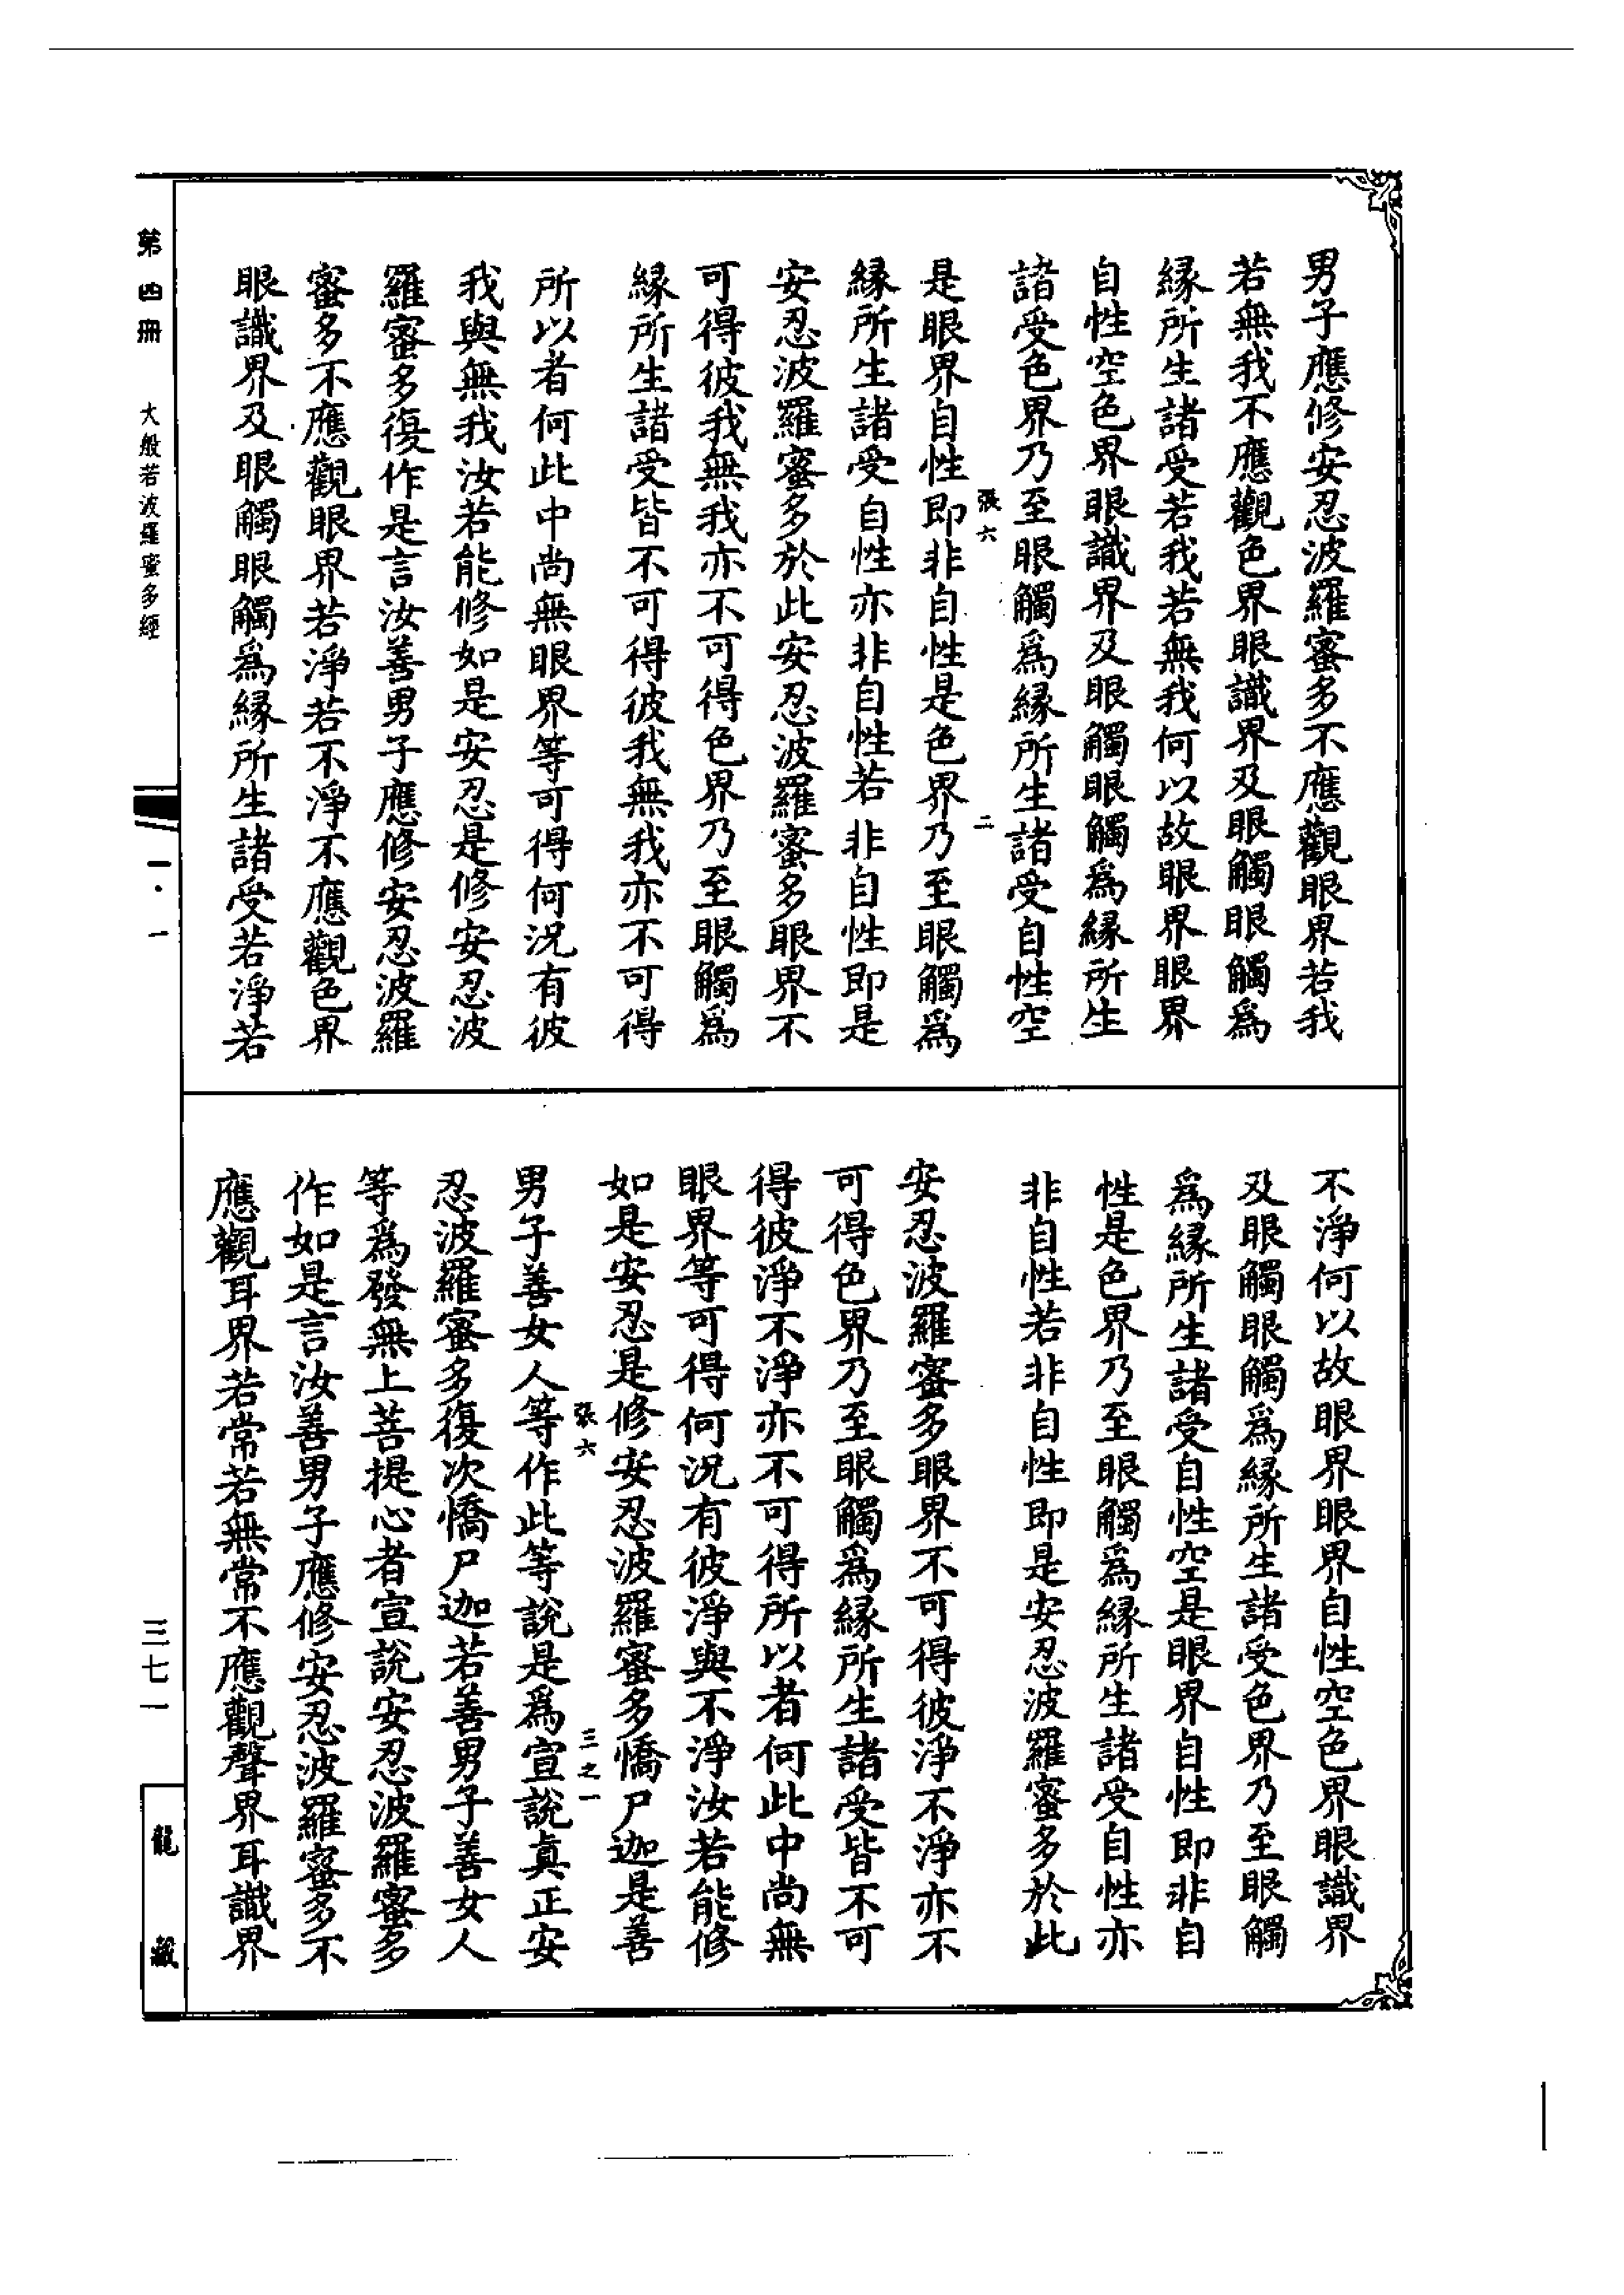 男子應修安忍波羅蜜多不應觀眼界若我
若無我不應觀色界眼識界及眼觸眼觸爲
緣所生諸受若我若無我何以故眼界眼界
自性空色界眼識界及眼觸眼觸爲緣所生
諸受色界乃至眼觸爲緣所生諸受自性空
張六 二
是眼界自性即非自性是色界乃至眼觸爲
緣所生諸受自性亦非自性若非自性即是
安忍波羅蜜多於此安忍波羅蜜多眼界不
可得彼我無我亦不可得色界乃至眼觸爲
緣所生諸受皆不可得彼我無我亦不可得
所以者何此中尚無眼界等可得何況有彼
我與無我汝若能修如是安忍是修安忍波
羅蜜多復作是言汝善男子應修安忍波羅
蜜多不應觀眼界若淨若不淨不應觀色界
眼識界及眼觸眼觸爲緣所生諸受若淨若
不淨何以故眼界眼界自性空色界眼識界
及眼觸眼觸爲緣所生諸受色界乃至眼觸
爲緣所生諸受自性空是眼界自性即非自
性是色界乃至眼觸爲緣所生諸受自性亦
非自性若非自性即是安忍波羅蜜多於此
安忍波羅蜜多眼界不可得彼淨不淨亦不
可得色界乃至眼觸爲緣所生諸受皆不可
得彼淨不淨亦不可得所以者何此中尚無
眼界等可得何況有彼淨與不淨汝若能修
如是安忍是修安忍波羅蜜多憍尸迦是善
張六 三之一
男子善女人等作此等說是爲宣說真正安
忍波羅蜜多復次憍尸迦若善男子善女人
等爲發無上菩提心者宣說安忍波羅蜜多
作如是言汝善男子應修安忍波羅蜜多不
應觀耳界若常若無常不應觀聲界耳識界
第四冊 大般若波羅蜜多經
一·一
三七一
龍藏